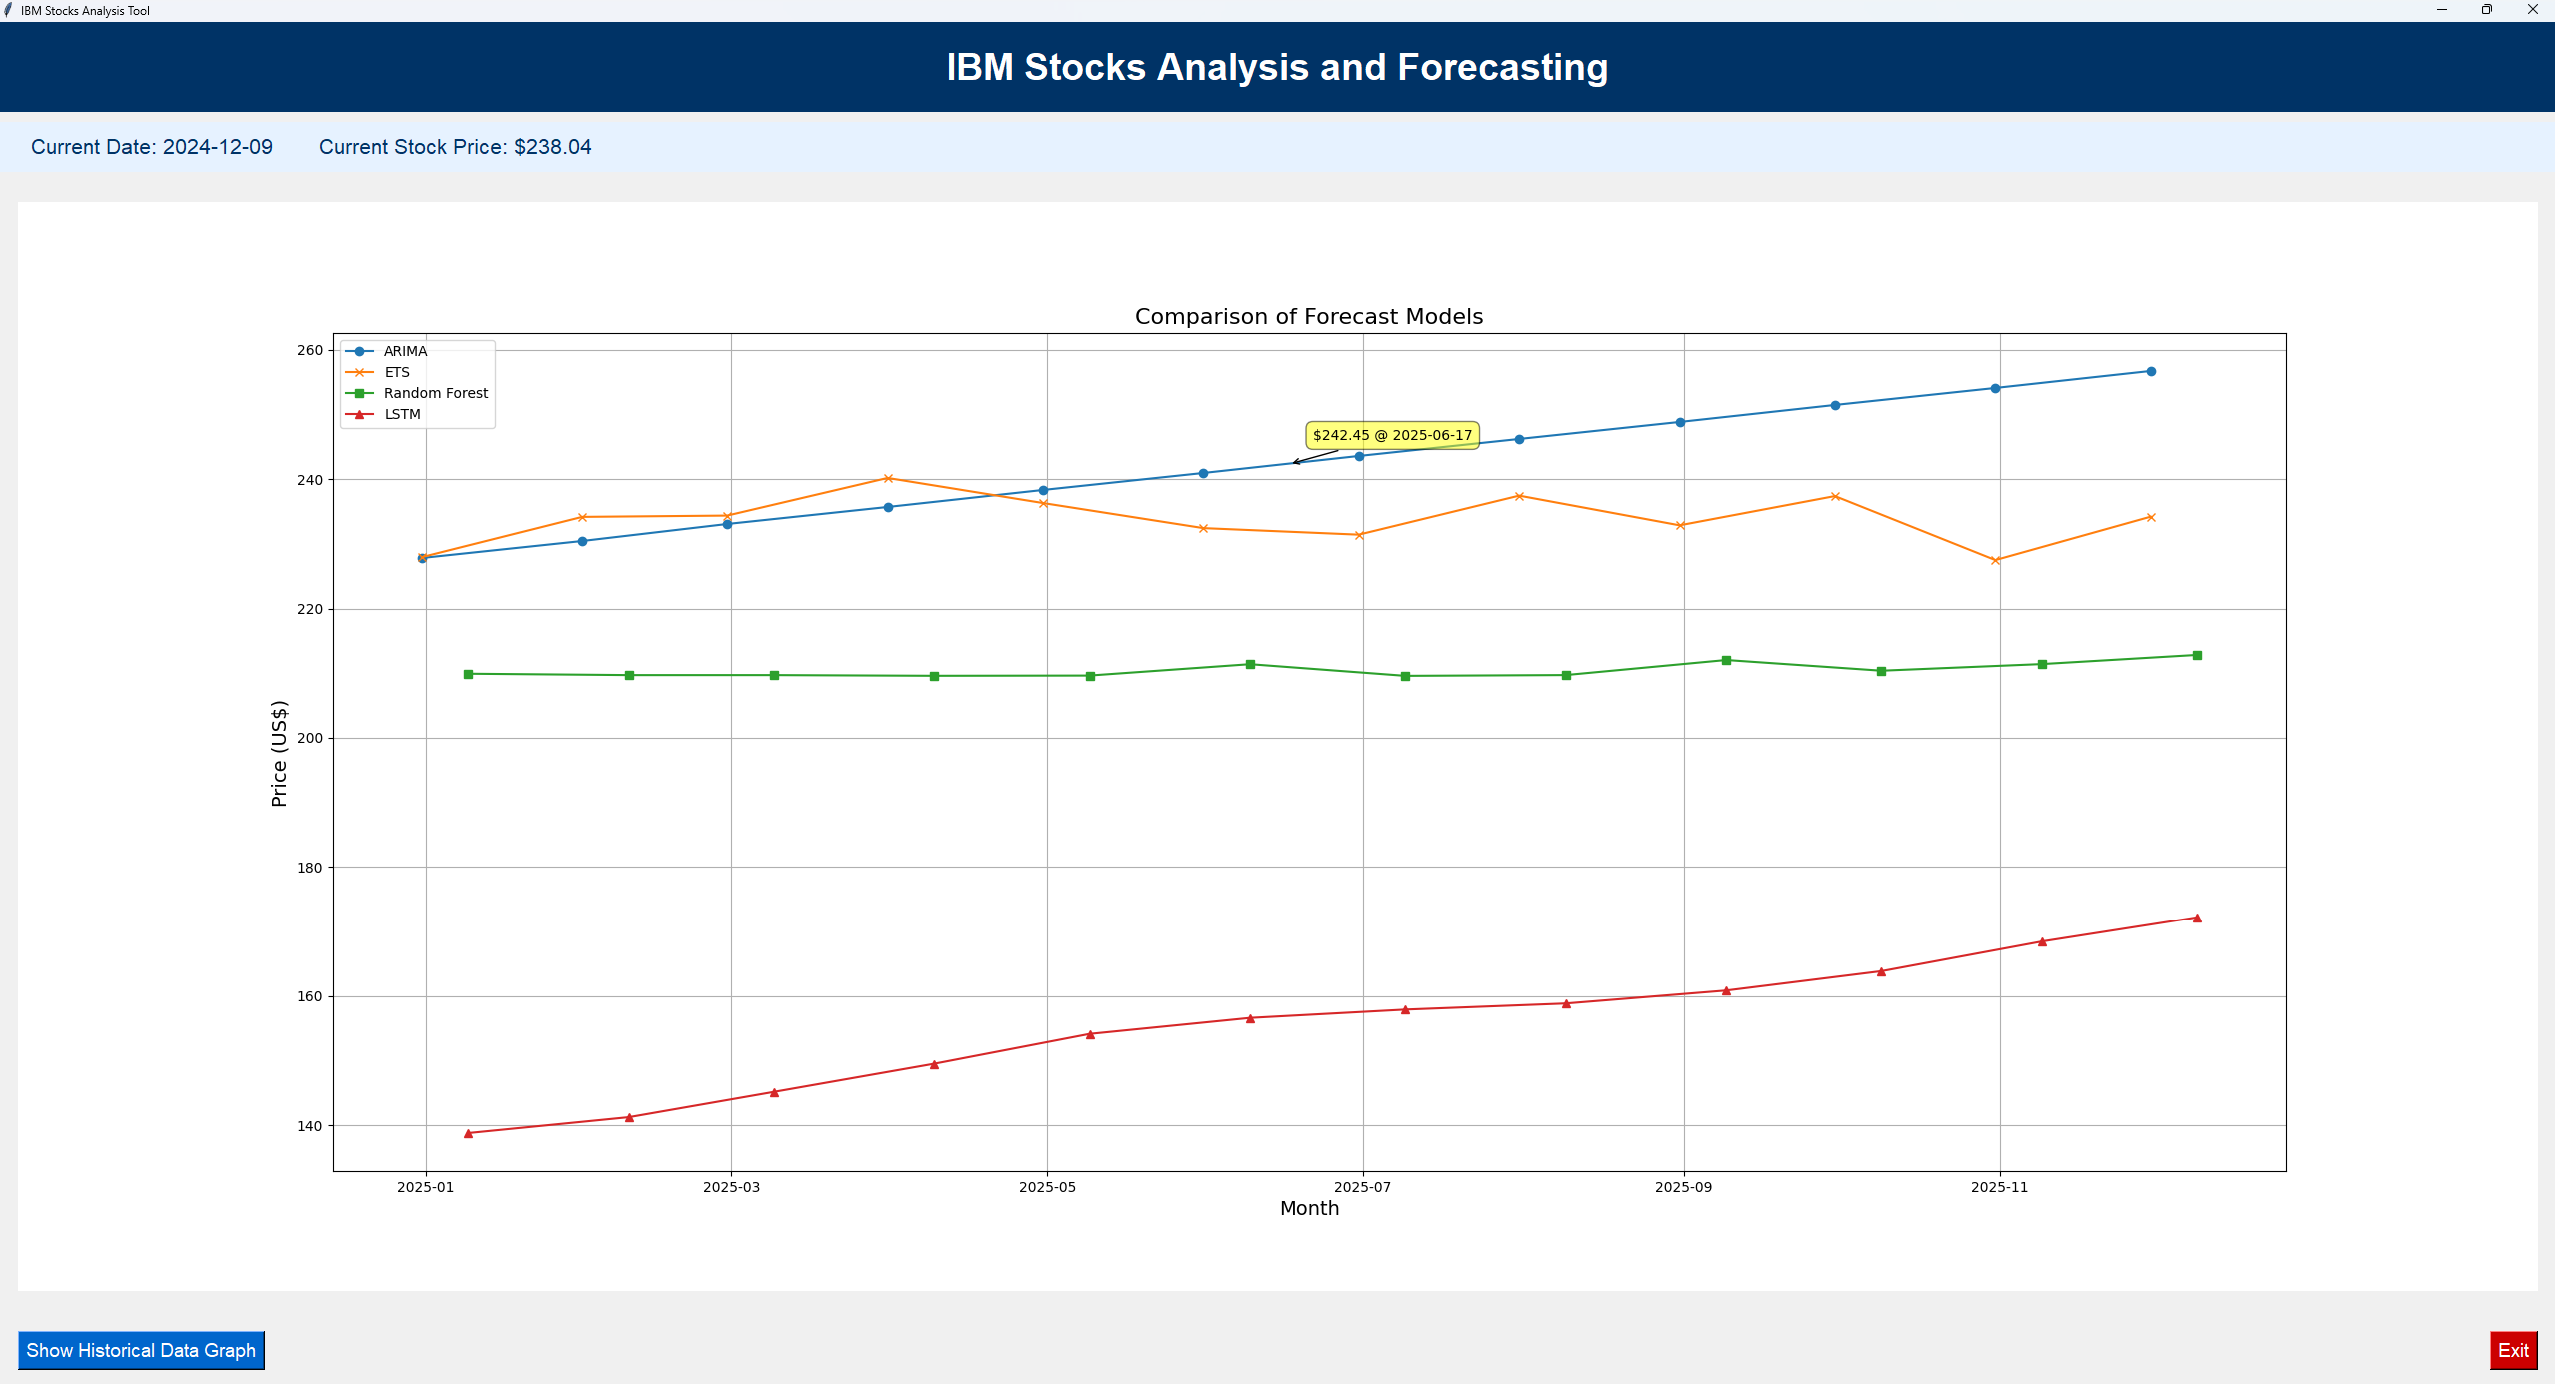 IBM Stocks Analysis Tool
IBM Stocks Analysis and Forecasting
Current Date: 2024-12-09 Current Stock Price: $238.04
Comparison of Forecast Models
ARIMA
ETS
Random Forest
LSTM
$242.45 @ 2025-06-17
260
240
220
200
180
160
140
Price (US$)
2025-01 2025-03 2025-05 2025-07 2025-09 2025-11
Month
Show Historical Data Graph Exit